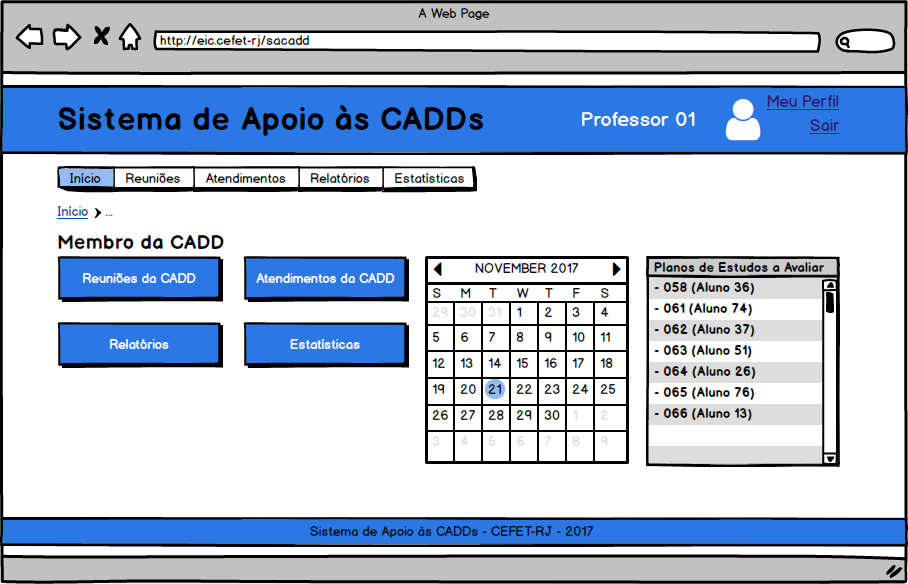 A Web Page
http://eic.cefet-rj/sacadd
Sistema de Apoio às CADDs
Professor 01
Meu Perfil
Sair
Início Reuniões Atendimentos Relatórios Estatísticas
Início ...
Membro da CADD
Reuniões da CADD
Atendimentos da CADD
Relatórios
Estatísticas
NOVEMBER 2017
S M T W T F S
29 30 31 1 2 3 4
5 6 7 8 9 10 11
12 13 14 15 16 17 18
19 20 21 22 23 24 25
26 27 28 29 30 1 2
3 4 5 6 7 8 9
Planos de Estudos a Avaliar
- 058 (Aluno 36)
- 061 (Aluno 74)
- 062 (Aluno 37)
- 063 (Aluno 51)
- 064 (Aluno 26)
- 065 (Aluno 76)
- 066 (Aluno 13)
Sistema de Apoio às CADDs - CEFET-RJ - 2017